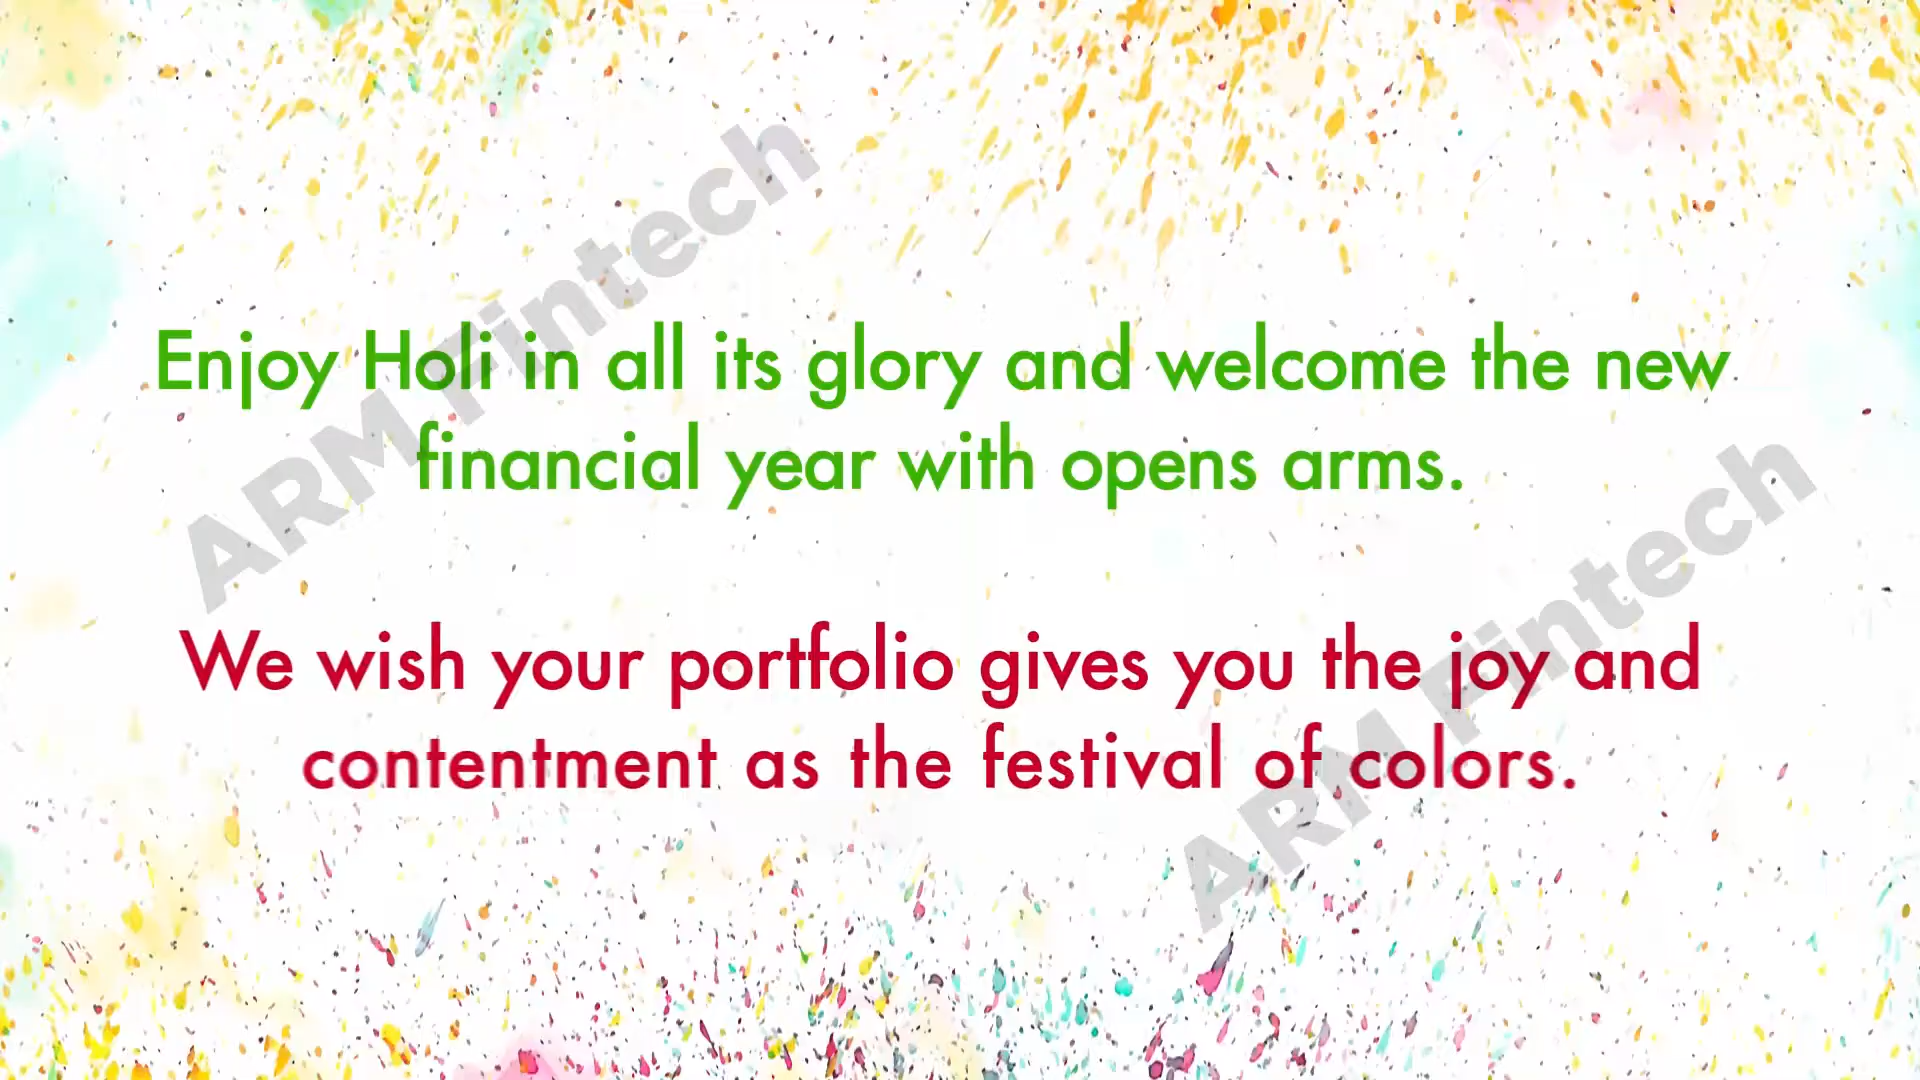 Enjoy Holi in all its glory and welcome the new
financial year with opens arms.
We wish your portfolio gives you the joy and
contentment as the festival of colors.
ARM Fintech
ARM Fintech